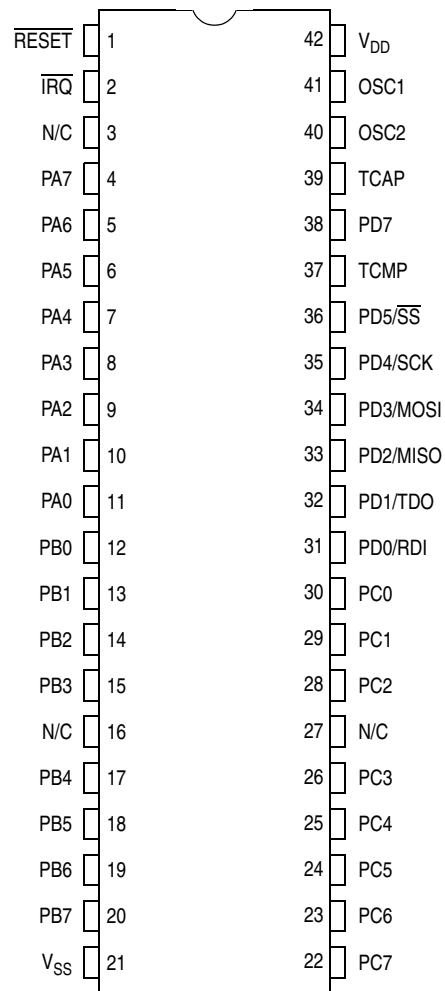 RESET 1 42 VDD
IRQ 2 41 OSC1
N/C 3 40 OSC2
PA7 4 39 TCAP
PA6 5 38 PD7
PA5 6 37 TCMP
PA4 7 36 PD5/SS
PA3 8 35 PD4/SCK
PA2 9 34 PD3/MOSI
PA1 10 33 PD2/MISO
PA0 11 32 PD1/TDO
PB0 12 31 PD0/RDI
PB1 13 30 PC0
PB2 14 29 PC1
PB3 15 28 PC2
N/C 16 27 N/C
PB4 17 26 PC3
PB5 18 25 PC4
PB6 19 24 PC5
PB7 20 23 PC6
VSS 21 22 PC7